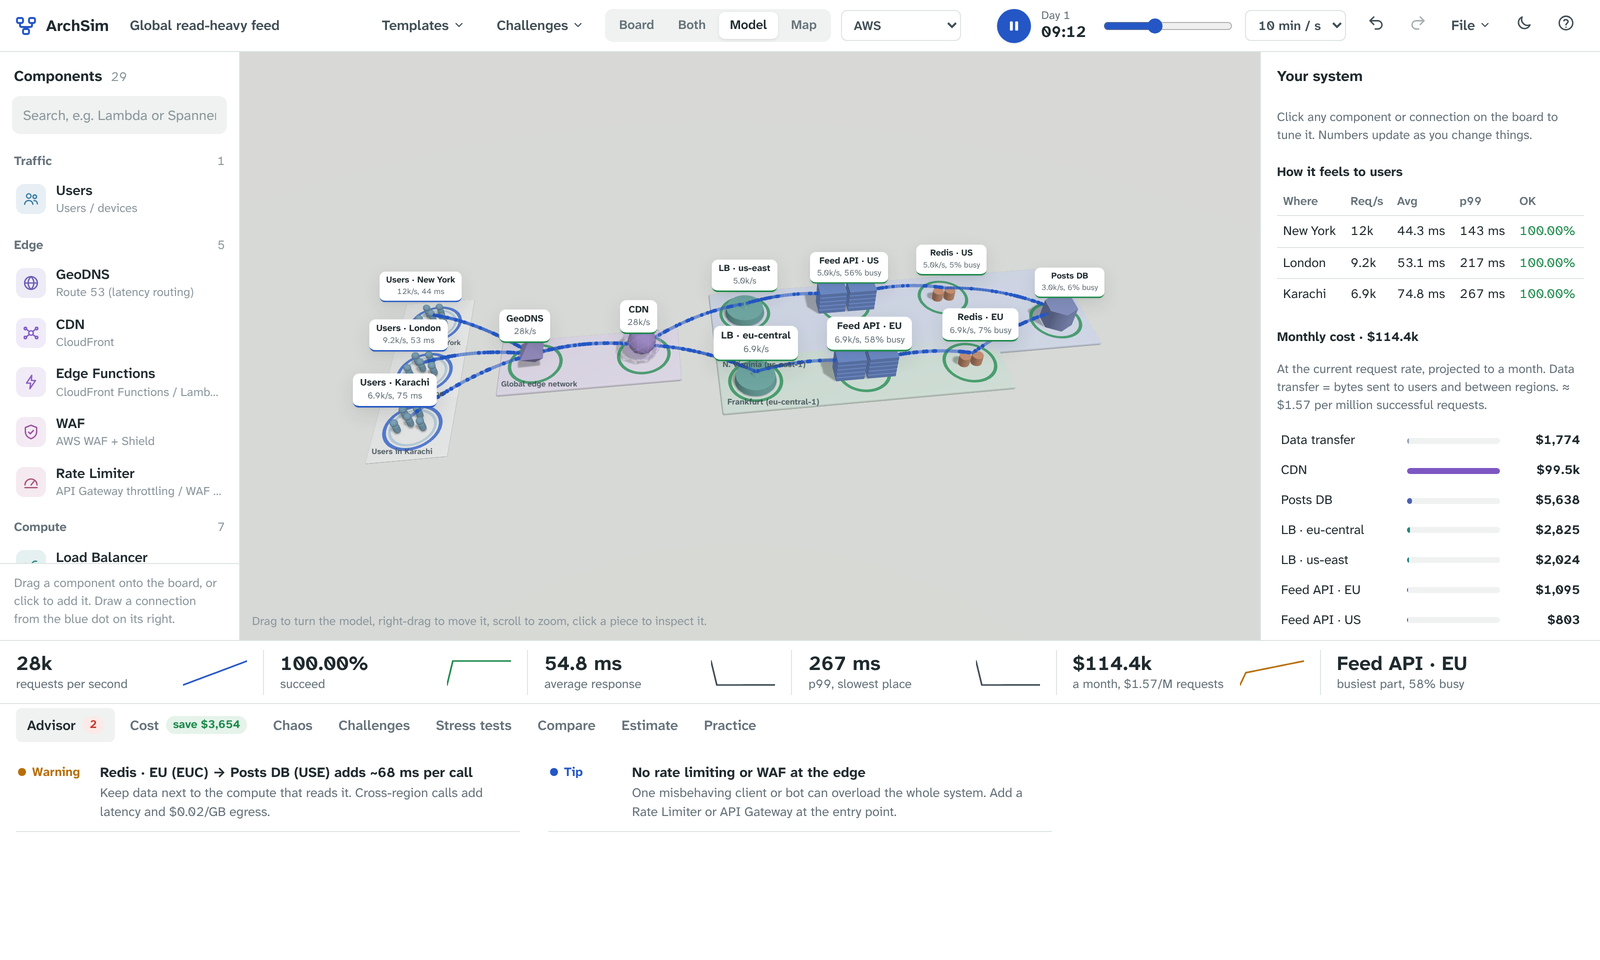 ArchSim
Global read-heavy feed
Templates
Challenges
Board
Both
Model
Map
AWS
Day 1
09:12
10 min / s
File
Components 29
Search, e.g. Lambda or Spanner
Traffic 1
Users
Users / devices
Edge 5
GeoDNS
Route 53 (latency routing)
CDN
CloudFront
Edge Functions
CloudFront Functions / Lamb...
WAF
AWS WAF + Shield
Rate Limiter
API Gateway throttling / WAF ...
Compute 7
Load Balancer
Drag a component onto the board, or
click to add it. Draw a connection
from the blue dot on its right.
Users · New York
12k/s, 44 ms
Users · London
9.2k/s, 53 ms
Users · Karachi
6.9k/s, 75 ms
Users in Karachi
GeoDNS
28k/s
Global edge network
CDN
28k/s
LB · us-east
5.0k/s
Feed API · US
5.0k/s, 56% busy
Redis · US
5.0k/s, 5% busy
Posts DB
3.0k/s, 6% busy
LB · eu-central
6.9k/s
Feed API · EU
6.9k/s, 58% busy
Redis · EU
6.9k/s, 7% busy
Frankfurt (eu-central-1)
Drag to turn the model, right-drag to move it, scroll to zoom, click a piece to inspect it.
Your system
Click any component or connection on the board to
tune it. Numbers update as you change things.
How it feels to users
Where Req/s Avg p99 OK
New York 12k 44.3 ms 143 ms 100.00%
London 9.2k 53.1 ms 217 ms 100.00%
Karachi 6.9k 74.8 ms 267 ms 100.00%
Monthly cost · $114.4k
At the current request rate, projected to a month. Data
transfer = bytes sent to users and between regions. ≈
$1.57 per million successful requests.
Data transfer $1,774
CDN $99.5k
Posts DB $5,638
LB · eu-central $2,825
LB · us-east $2,024
Feed API · EU $1,095
Feed API · US $803
28k
requests per second
100.00%
succeed
54.8 ms
average response
267 ms
p99, slowest place
$114.4k
a month, $1.57/M requests
Feed API · EU
busiest part, 58% busy
Advisor 2
Cost save $3,654
Chaos
Challenges
Stress tests
Compare
Estimate
Practice
Warning
Redis · EU (EUC) → Posts DB (USE) adds ~68 ms per call
Keep data next to the compute that reads it. Cross-region calls add
latency and $0.02/GB egress.
Tip
No rate limiting or WAF at the edge
One misbehaving client or bot can overload the whole system. Add a
Rate Limiter or API Gateway at the entry point.